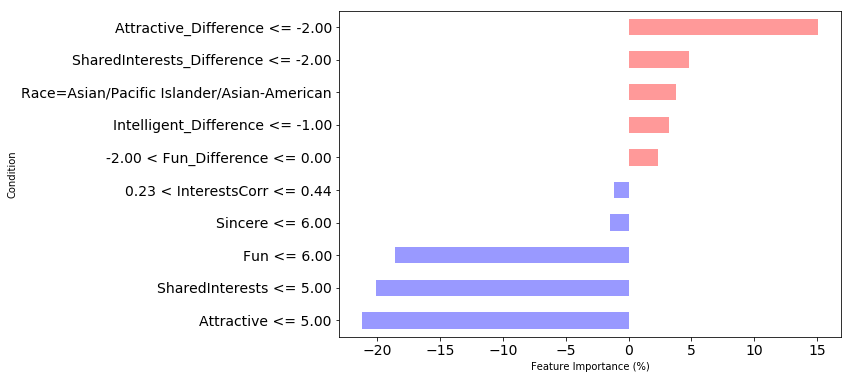 Attractive_Difference <= -2.00
SharedInterests_Difference <= -2.00
Race=Asian/Pacific Islander/Asian-American
Intelligent_Difference <= -1.00
-2.00 < Fun_Difference <= 0.00
0.23 < InterestsCorr <= 0.44
Sincere <= 6.00
Fun <= 6.00
SharedInterests <= 5.00
Attractive <= 5.00
Condition
−20 −15 −10 −5 0 5 10 15
Feature Importance (%)